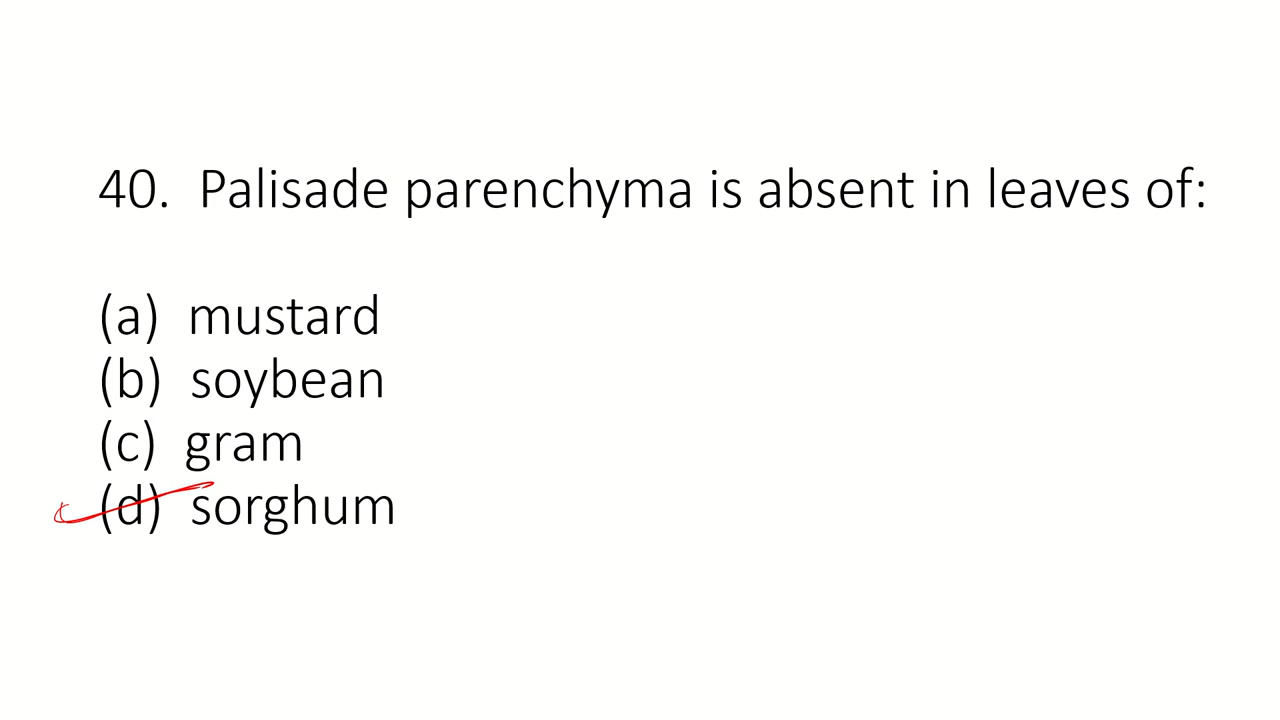 40. Palisade parenchyma is absent in leaves of:
(a) mustard
(b) soybean
(c) gram
(d) sorghum